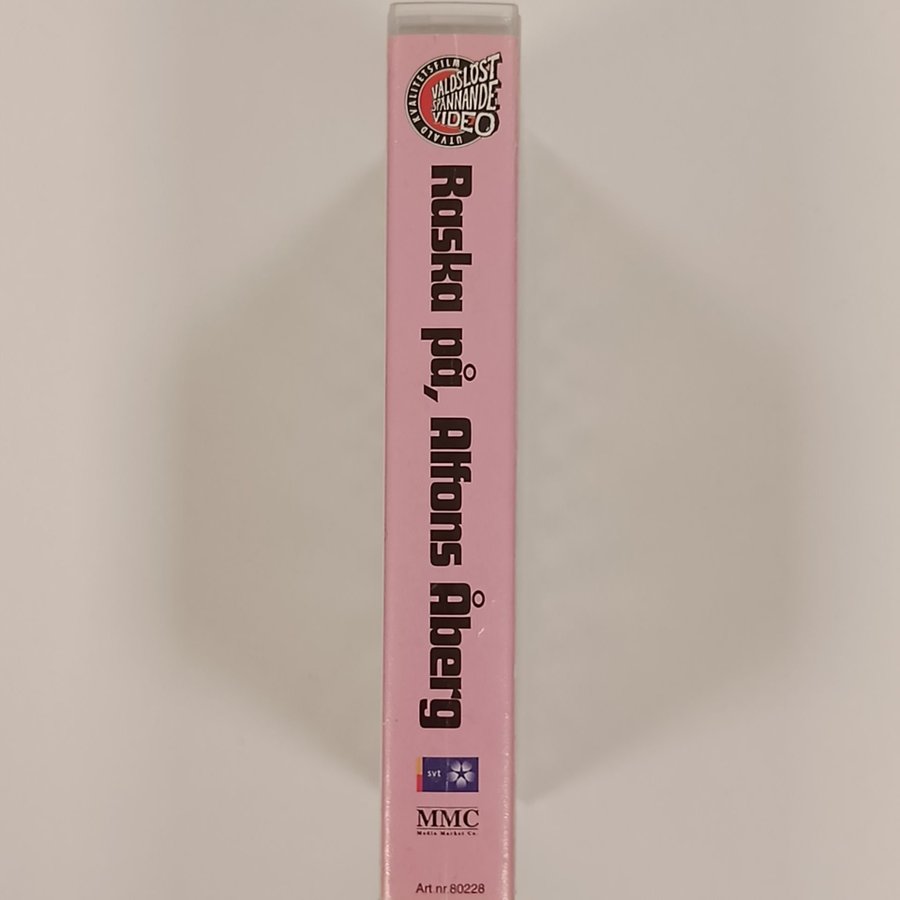 UTVALD KVALITETSFILM
VÅLDSLÖST
SPÄNNANDE
VIDEO
Raska på, Alfons Åberg
svt
MMC
Media Market Co.
Art nr 80228